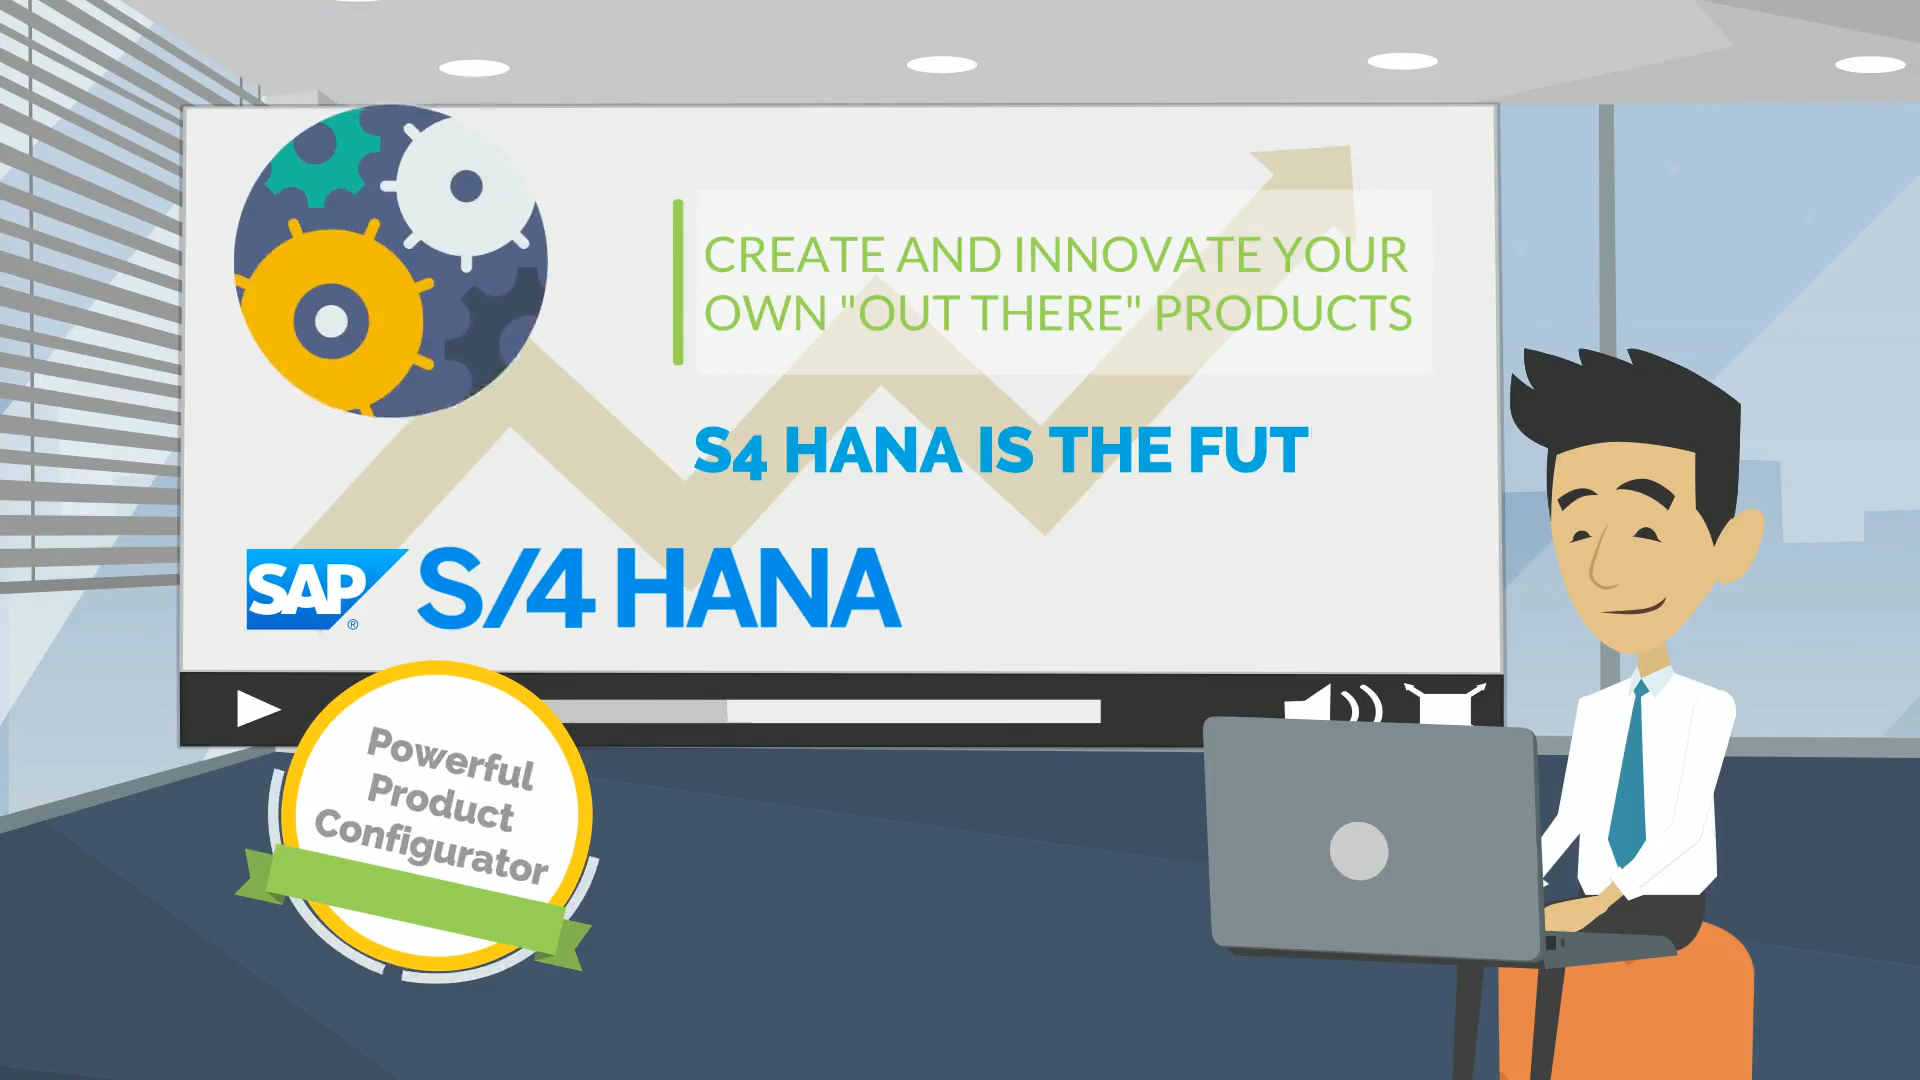 CREATE AND INNOVATE YOUR
OWN "OUT THERE" PRODUCTS
S4 HANA IS THE FUT
SAP® S/4 HANA
Powerful
Product
Configurator